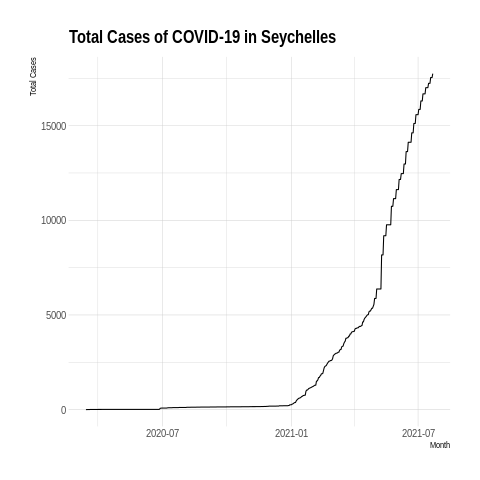 Total Cases of COVID-19 in Seychelles
Total Cases
15000
10000
5000
0
2020-07
2021-01
2021-07
Month